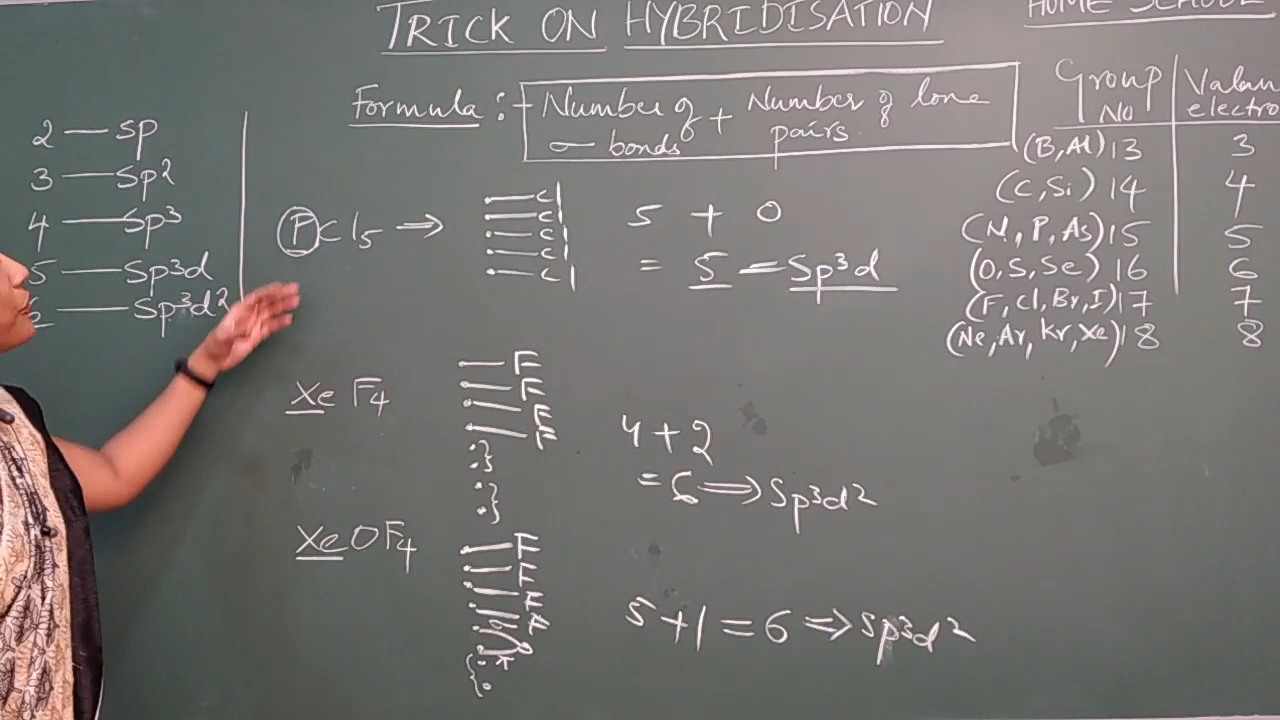 TRICK ON HYBRIDISATION
HOME SCHOOL
Formula :- Number of σ bonds + Number of lone pairs
2 — sp
3 — Sp2
4 — Sp3
5 — Sp3d
6 — Sp3d2
Group No
Valan electro
(B, Al) 13 3
(C, Si) 14 4
(N, P, As) 15 5
(O, S, Se) 16 6
(F, Cl, Br, I) 17 7
(Ne, Ar, Kr, Xe) 18 8
PCl5 ⇒
Cl
Cl
Cl
Cl
Cl
5 + 0
= 5 — Sp3d
XeF4
F
F
F
F
4 + 2
= 6 ⇒ Sp3d2
XeOF4
F
F
F
F
5 + 1 = 6 ⇒ Sp3d2